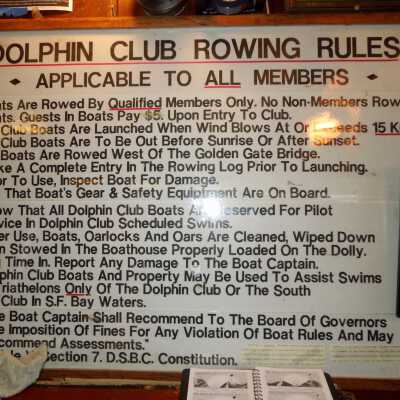 DOLPHIN CLUB ROWING RULES
APPLICABLE TO ALL MEMBERS
ats Are Rowed By Qualified Members Only. No Non-Members Row
ats. Guests In Boats Pay $5. Upon Entry To Club.
Club Boats Are Launched When Wind Blows At Or Exceeds 15 K
Club Boats Are To Be Out Before Sunrise Or After Sunset.
Boats Are Rowed West Of The Golden Gate Bridge.
ke A Complete Entry In The Rowing Log Prior To Launching.
or To Use, Inspect Boat For Damage.
That Boat's Gear & Safety Equipment Are On Board.
ow That All Dolphin Club Boats Are Reserved For Pilot
vice In Dolphin Club Scheduled Swims.
er Use, Boats, Oarlocks And Oars Are Cleaned, Wiped Down
n Stowed In The Boathouse Properly Loaded On The Dolly.
g Time In. Report Any Damage To The Boat Captain.
lphin Club Boats And Property May Be Used To Assist Swims
Triathelons Only Of The Dolphin Club Or The South
Club In S.F. Bay Waters.
e Boat Captain Shall Recommend To The Board Of Governors
e Imposition Of Fines For Any Violation Of Boat Rules And May
commend Assessments."
Section 7. D.S.B.C. Constitution.